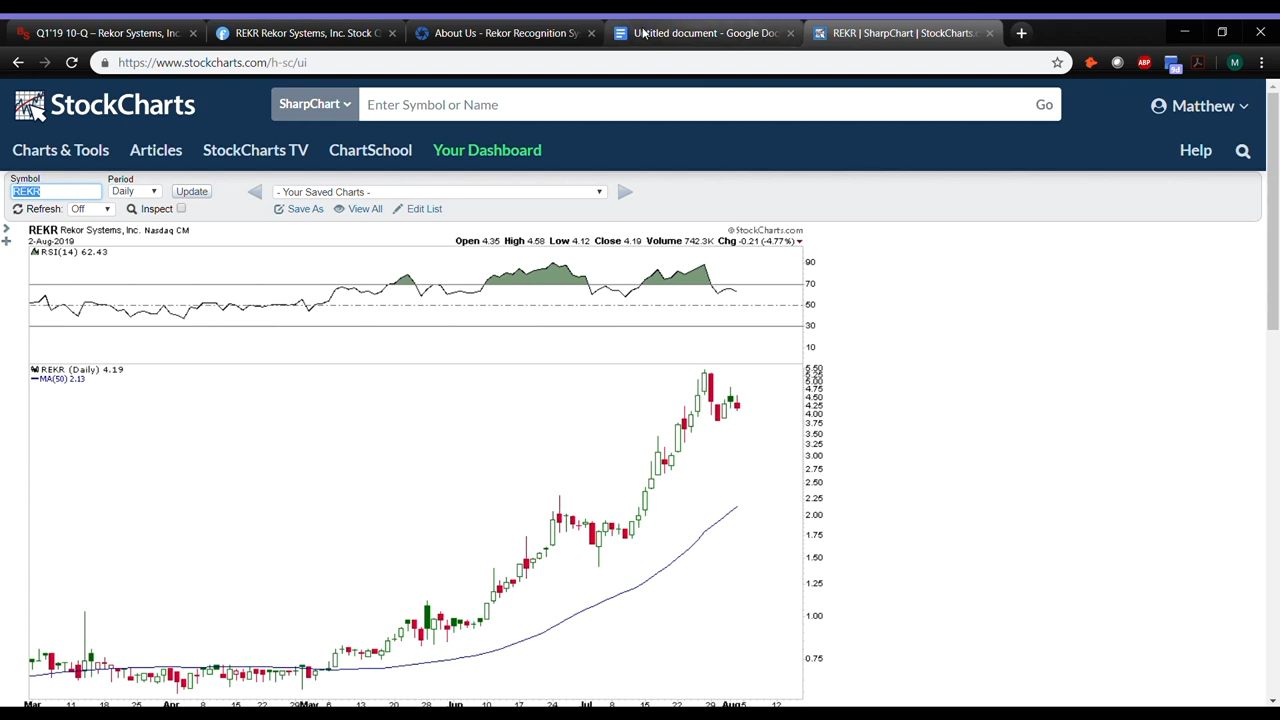 Q1'19 10-Q – Rekor Systems, Inc.
REKR Rekor Systems, Inc. Stock
About Us - Rekor Recognition Sy
Untitled document - Google Doc
REKR | SharpChart | StockCharts.
https://www.stockcharts.com/h-sc/ui
ABP
9d
M
StockCharts
SharpChart
Enter Symbol or Name
Go
Matthew
Charts & Tools
Articles
StockCharts TV
ChartSchool
Your Dashboard
Help
Symbol
Period
REKR
Daily
Update
- Your Saved Charts -
Refresh: Off
Inspect
Save As
View All
Edit List
REKR Rekor Systems, Inc. Nasdaq CM
© StockCharts.com
2-Aug-2019
Open 4.35 High 4.58 Low 4.12 Close 4.19 Volume 742.3K Chg -0.21 (-4.77%)
RSI(14) 62.43
90
70
50
30
10
REKR (Daily) 4.19
MA(50) 2.13
5.50
5.25
5.00
4.75
4.50
4.25
4.00
3.75
3.50
3.25
3.00
2.75
2.50
2.25
2.00
1.75
1.50
1.25
1.00
0.75
Mar 11 18 25 Apr 8 15 22 29 May 6 13 20 28 Jun 10 17 24 Jul 8 15 22 29 Aug 5 12